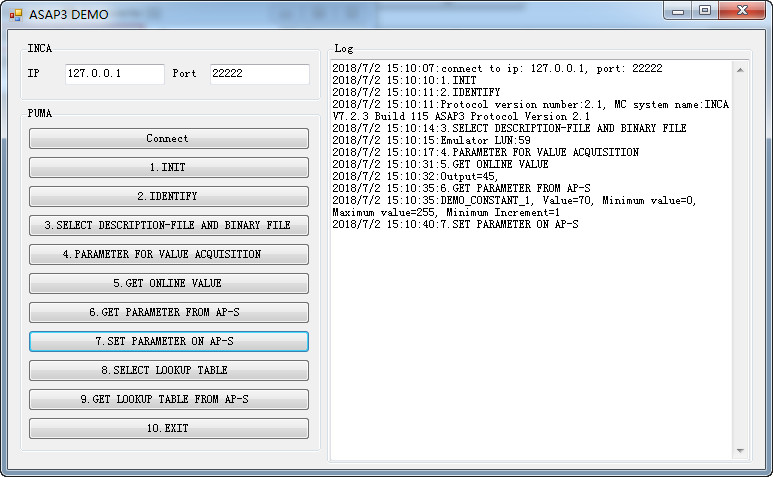 ASAP3 DEMO
INCA
IP 127.0.0.1 Port 22222
PUMA
Connect
1.INIT
2.IDENTIFY
3.SELECT DESCRIPTION-FILE AND BINARY FILE
4.PARAMETER FOR VALUE ACQUISITION
5.GET ONLINE VALUE
6.GET PARAMETER FROM AP-S
7.SET PARAMETER ON AP-S
8.SELECT LOOKUP TABLE
9.GET LOOKUP TABLE FROM AP-S
10.EXIT
Log
2018/7/2 15:10:07:connect to ip: 127.0.0.1, port: 22222
2018/7/2 15:10:10:1.INIT
2018/7/2 15:10:11:2.IDENTIFY
2018/7/2 15:10:11:Protocol version number:2.1, MC system name:INCA
V7.2.3 Build 115 ASAP3 Protocol Version 2.1
2018/7/2 15:10:14:3.SELECT DESCRIPTION-FILE AND BINARY FILE
2018/7/2 15:10:15:Emulator LUN:59
2018/7/2 15:10:17:4.PARAMETER FOR VALUE ACQUISITION
2018/7/2 15:10:31:5.GET ONLINE VALUE
2018/7/2 15:10:32:Output=45,
2018/7/2 15:10:35:6.GET PARAMETER FROM AP-S
2018/7/2 15:10:35:DEMO_CONSTANT_1, Value=70, Minimum value=0,
Maximum value=255, Minimum Increment=1
2018/7/2 15:10:40:7.SET PARAMETER ON AP-S